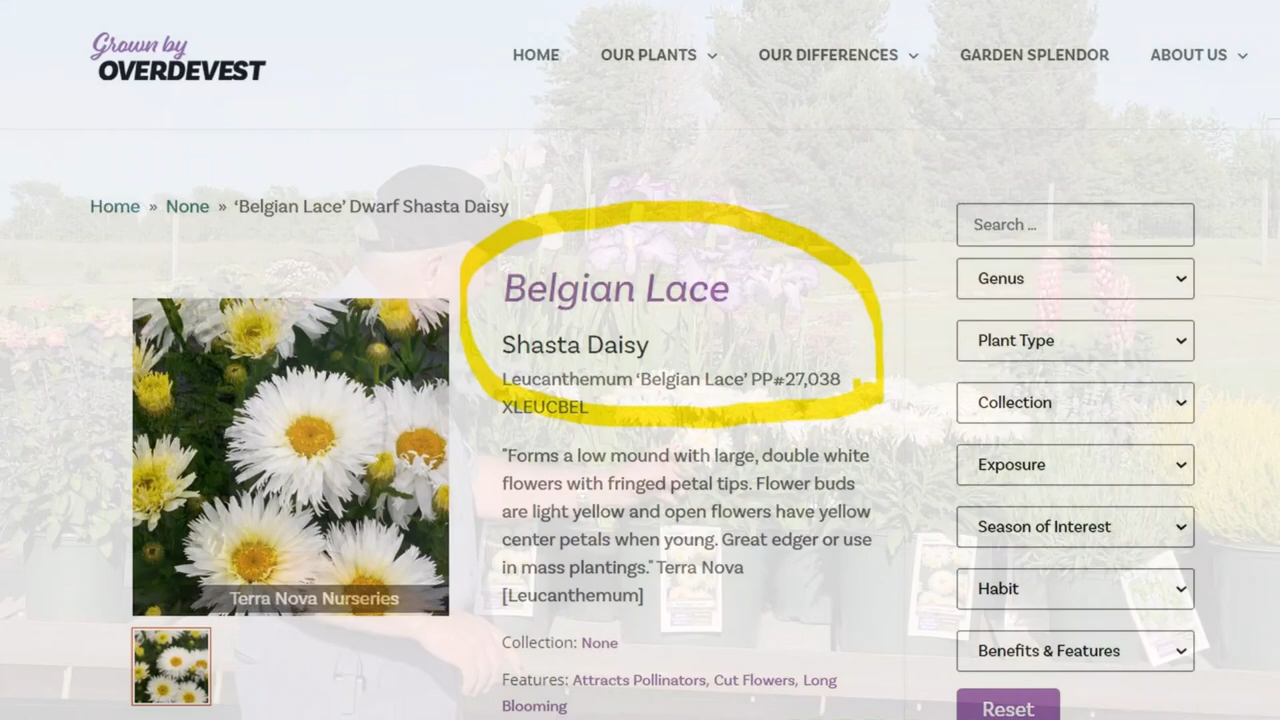 Grown by
OVERDEVEST
HOME OUR PLANTS OUR DIFFERENCES GARDEN SPLENDOR ABOUT US
Home » None » ‘Belgian Lace’ Dwarf Shasta Daisy
Belgian Lace
Shasta Daisy
Leucanthemum ‘Belgian Lace’ PP#27,038
XLEUCBEL
"Forms a low mound with large, double white
flowers with fringed petal tips. Flower buds
are light yellow and open flowers have yellow
center petals when young. Great edger or use
in mass plantings." Terra Nova
[Leucanthemum]
Collection: None
Features: Attracts Pollinators, Cut Flowers, Long
Blooming
Terra Nova Nurseries
Search ...
Genus
Plant Type
Collection
Exposure
Season of Interest
Habit
Benefits & Features
Reset